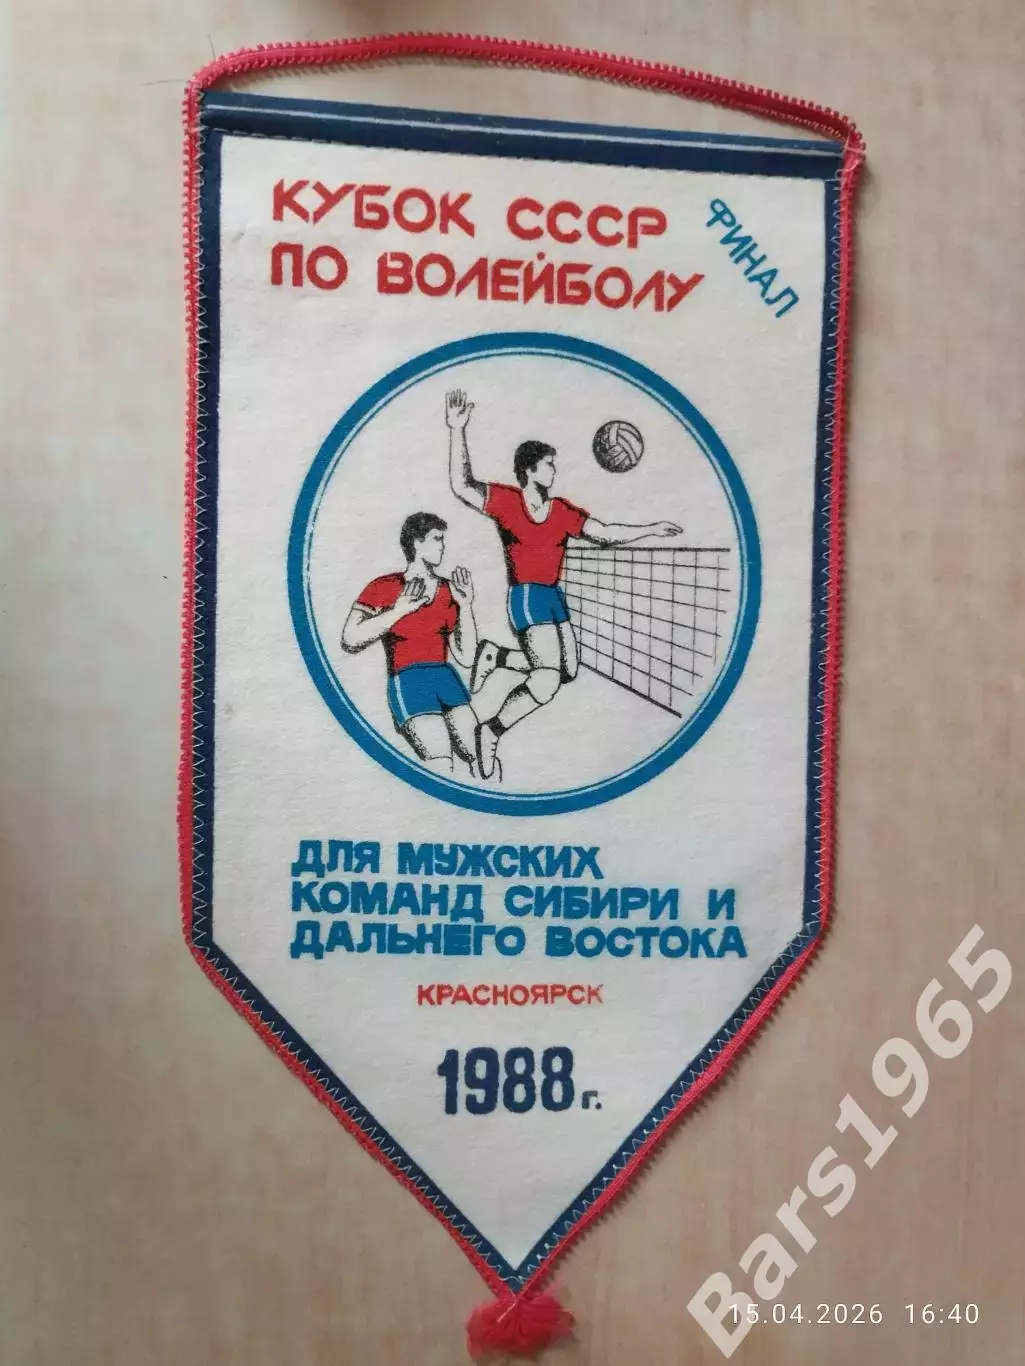 КУБОК СССР
ПО ВОЛЕЙБОЛУ
ФИНАЛ
ДЛЯ МУЖСКИХ
КОМАНД СИБИРИ И
ДАЛЬНЕГО ВОСТОКА
КРАСНОЯРСК
1988 г.
Bars1965
15.04.2026 16:40